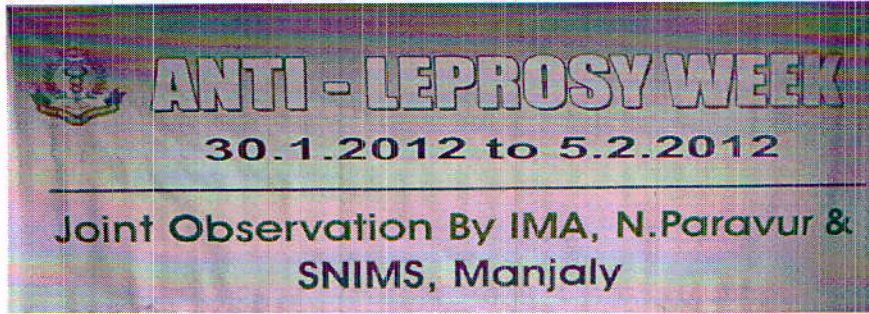 ANTI - LEPROSY WEEK
30.1.2012 to 5.2.2012
Joint Observation By IMA, N.Paravur &
SNIMS, Manjaly